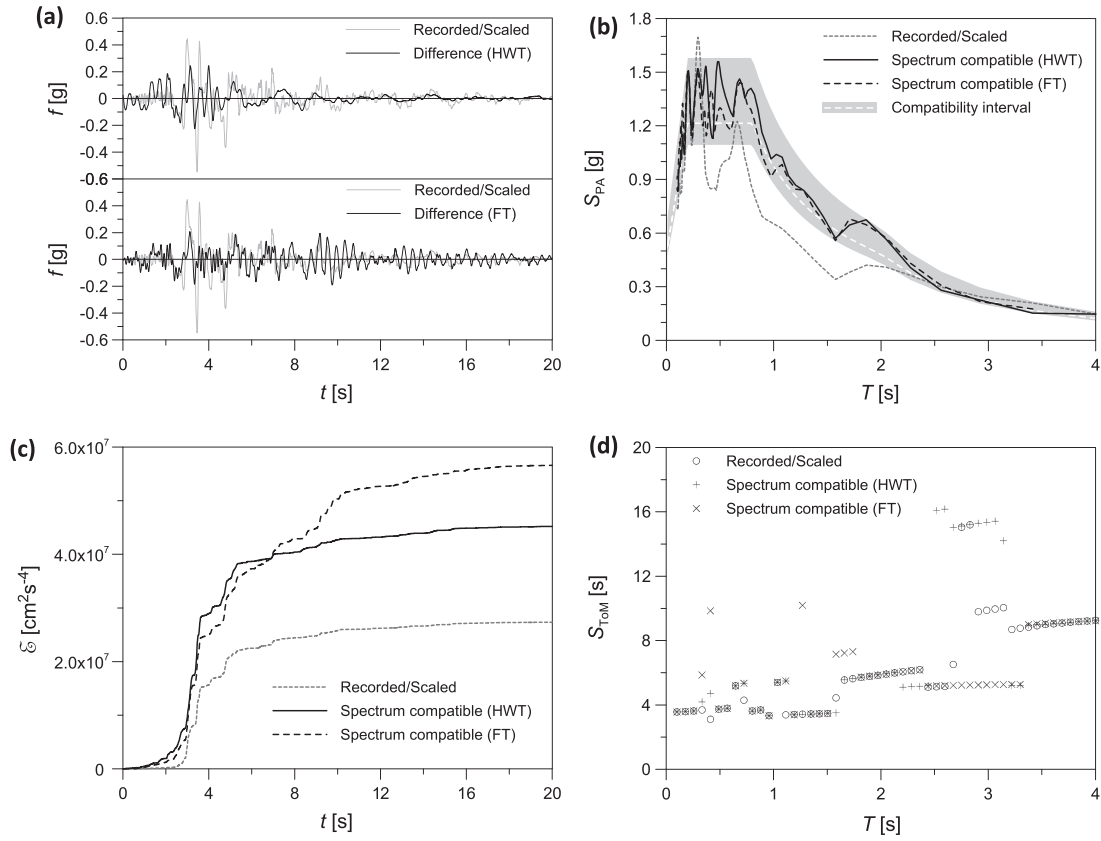 (a)
0.6
0.4
0.2
0
-0.2
-0.4
-0.6
f [g]
Recorded/Scaled
Difference (HWT)
0.4
0.2
0
-0.2
-0.4
-0.6
f [g]
Recorded/Scaled
Difference (FT)
0 4 8 12 16 20
t [s]
(b)
1.8
1.5
1.2
0.9
0.6
0.3
0
S_PA [g]
Recorded/Scaled
Spectrum compatible (HWT)
Spectrum compatible (FT)
Compatibility interval
0 1 2 3 4
T [s]
(c)
6.0x10^7
4.0x10^7
2.0x10^7
0
ℰ [cm²s⁻⁴]
Recorded/Scaled
Spectrum compatible (HWT)
Spectrum compatible (FT)
0 4 8 12 16 20
t [s]
(d)
20
16
12
8
4
0
S_ToM [s]
Recorded/Scaled
Spectrum compatible (HWT)
Spectrum compatible (FT)
0 1 2 3 4
T [s]